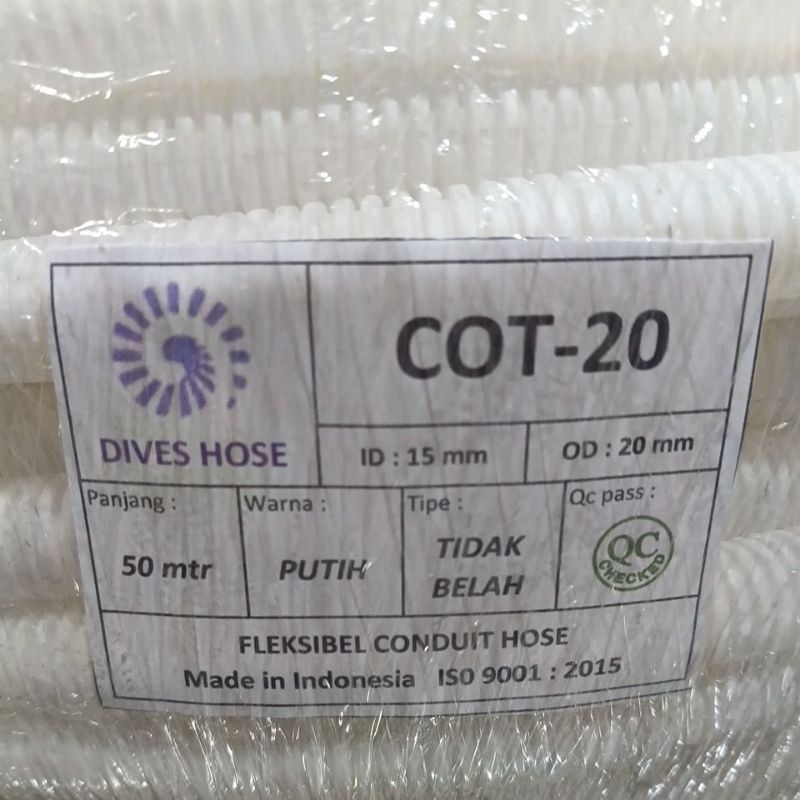 DIVES HOSE
COT-20
ID : 15 mm
OD : 20 mm
Panjang :
50 mtr
Warna :
PUTIH
Tipe :
TIDAK
BELAH
Qc pass :
QC
CHECKED
FLEKSIBEL CONDUIT HOSE
Made in Indonesia ISO 9001 : 2015